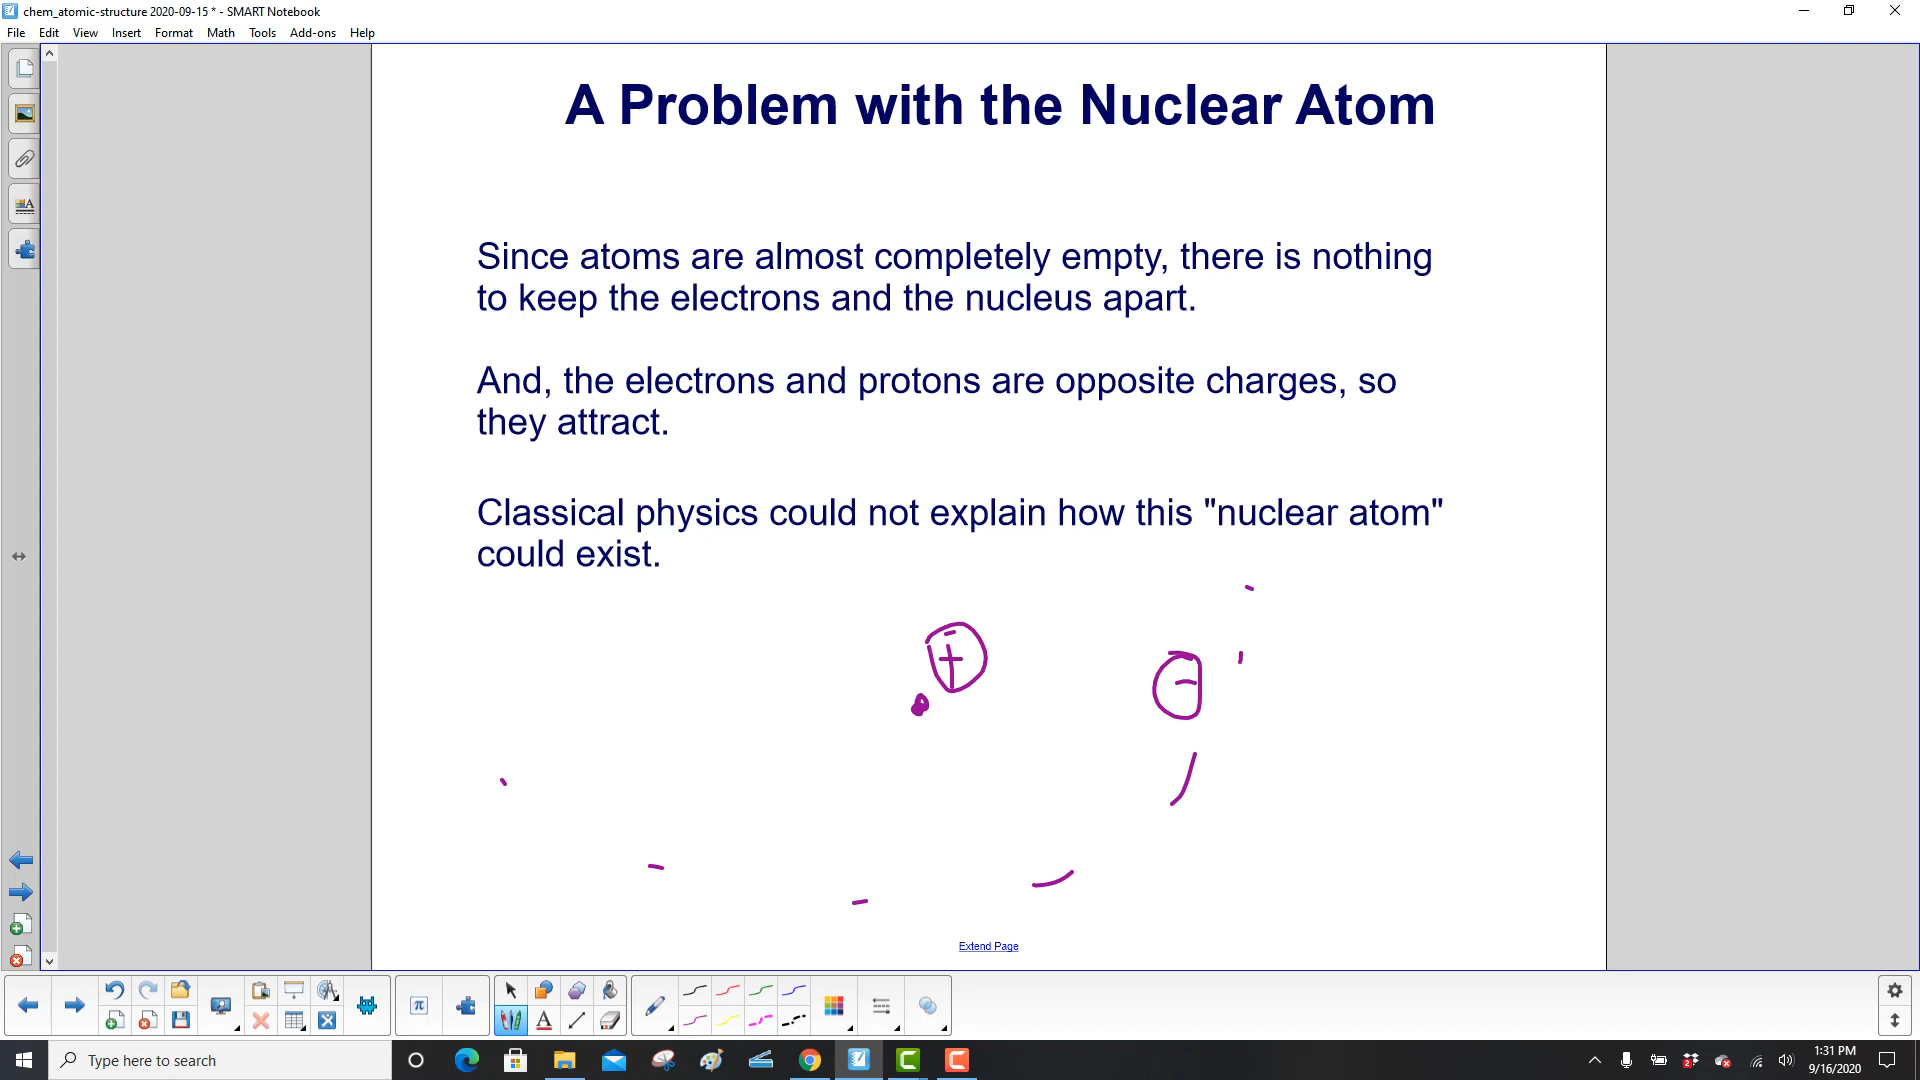 chem_atomic-structure 2020-09-15 * - SMART Notebook
File Edit View Insert Format Math Tools Add-ons Help
A Problem with the Nuclear Atom
Since atoms are almost completely empty, there is nothing
to keep the electrons and the nucleus apart.
And, the electrons and protons are opposite charges, so
they attract.
Classical physics could not explain how this "nuclear atom"
could exist.
+
-
Extend Page
π
A
Type here to search
1:31 PM
9/16/2020